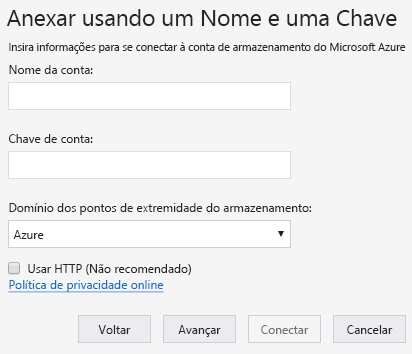 Anexar usando um Nome e uma Chave
Insira informações para se conectar à conta de armazenamento do Microsoft Azure
Nome da conta:
Chave de conta:
Domínio dos pontos de extremidade do armazenamento:
Azure
Usar HTTP (Não recomendado)
Política de privacidade online
Voltar Avançar Conectar Cancelar